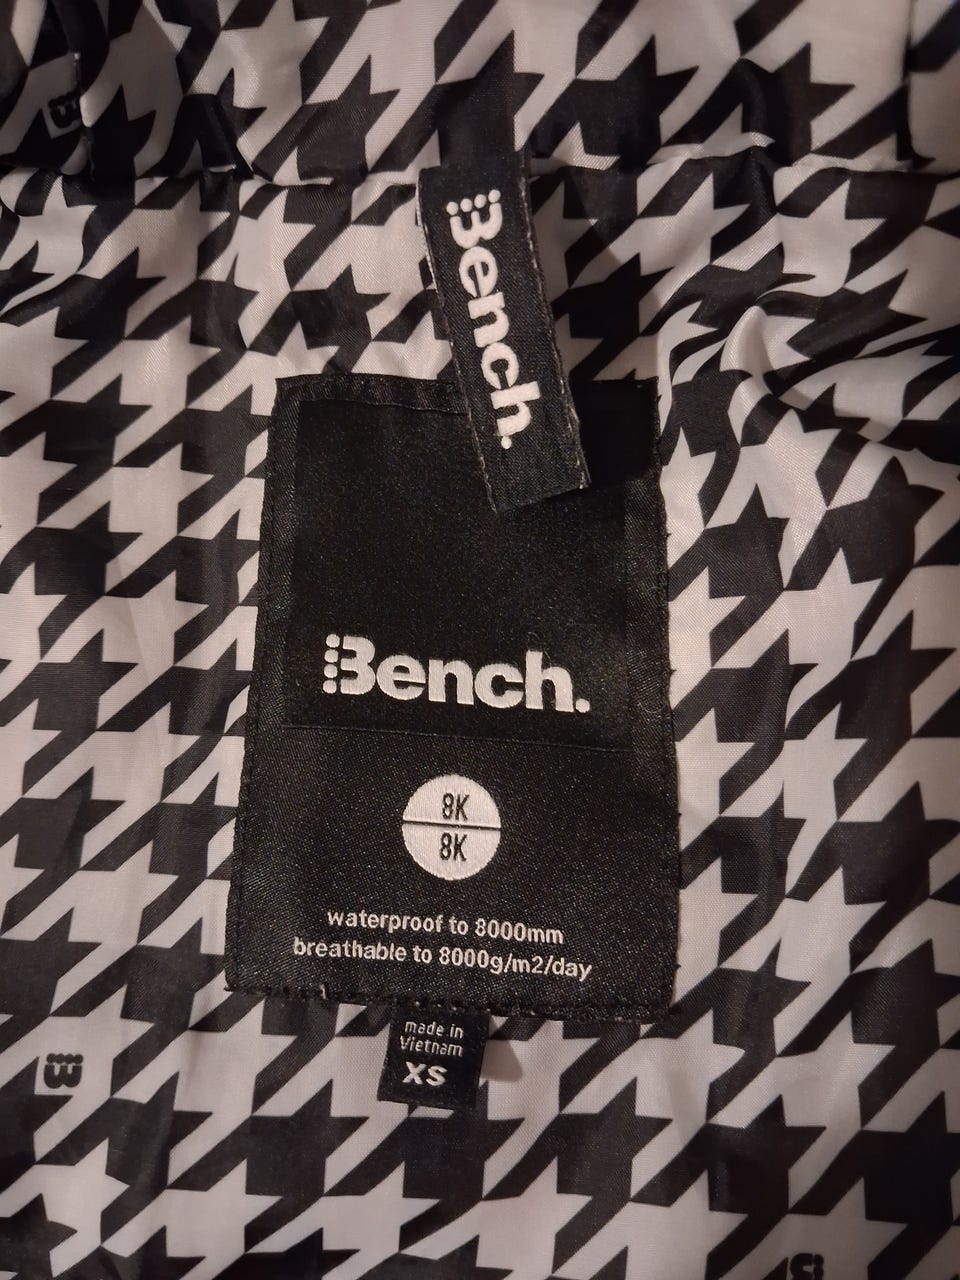 Bench.
Bench.
8K
8K
waterproof to 8000mm
breathable to 8000g/m2/day
made in
Vietnam
XS
B
B